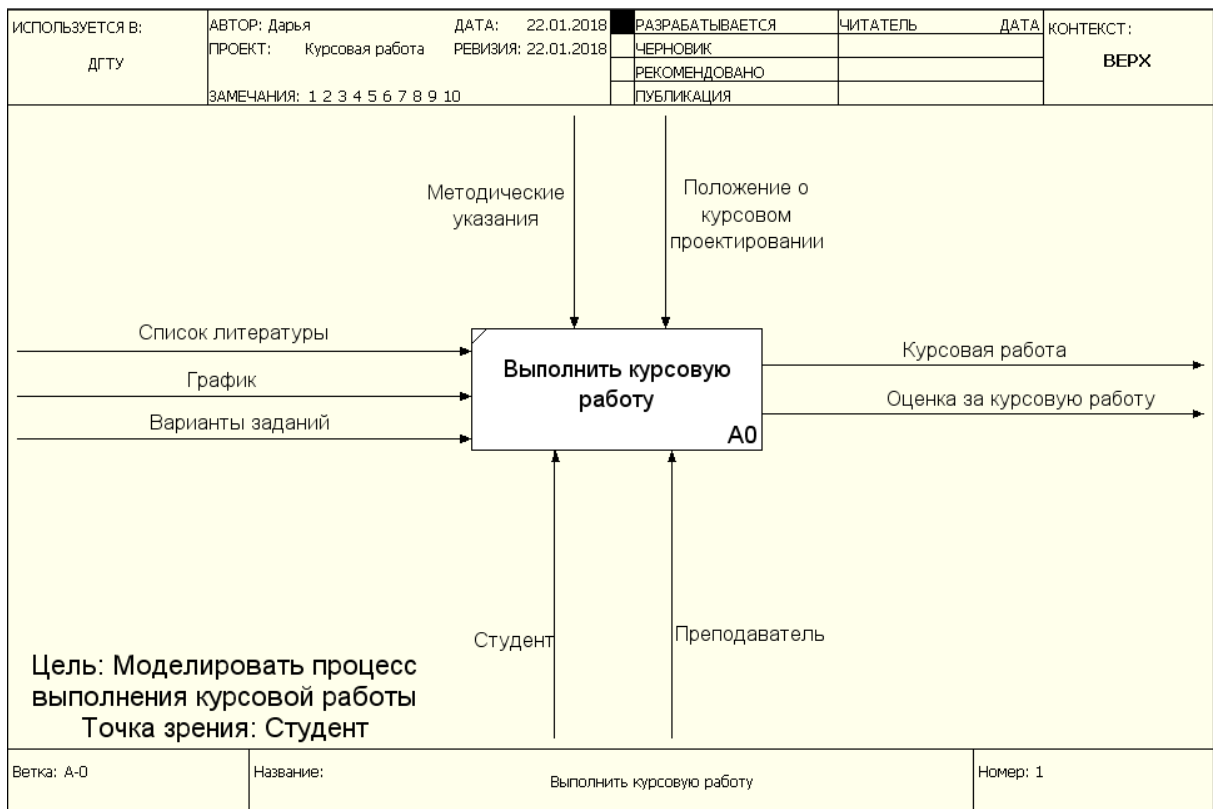 ИСПОЛЬЗУЕТСЯ В:
ДГТУ
АВТОР: Дарья
ДАТА: 22.01.2018
ПРОЕКТ: Курсовая работа
РЕВИЗИЯ: 22.01.2018
ЗАМЕЧАНИЯ: 1 2 3 4 5 6 7 8 9 10
РАЗРАБАТЫВАЕТСЯ
ЧЕРНОВИК
РЕКОМЕНДОВАНО
ПУБЛИКАЦИЯ
ЧИТАТЕЛЬ
ДАТА
КОНТЕКСТ:
ВЕРХ
Методические
указания
Положение о
курсовом
проектировании
Список литературы
График
Варианты заданий
Выполнить курсовую
работу
A0
Курсовая работа
Оценка за курсовую работу
Студент
Преподаватель
Цель: Моделировать процесс
выполнения курсовой работы
Точка зрения: Студент
Ветка: A-0
Название:
Выполнить курсовую работу
Номер: 1